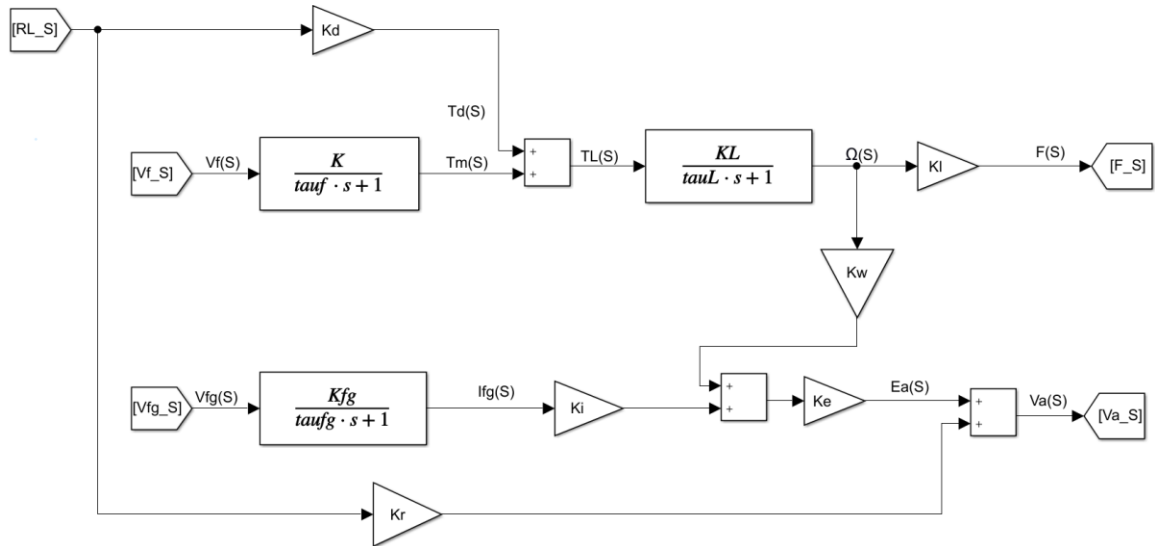 [RL_S]
Kd
Td(S)
[Vf_S]
Vf(S)
K
tauf · s + 1
Tm(S)
+
+
TL(S)
KL
tauL · s + 1
Ω(S)
Kl
F(S)
[F_S]
Kw
[Vfg_S]
Vfg(S)
Kfg
taufg · s + 1
Ifg(S)
Ki
+
+
Ke
Ea(S)
+
+
Va(S)
[Va_S]
Kr